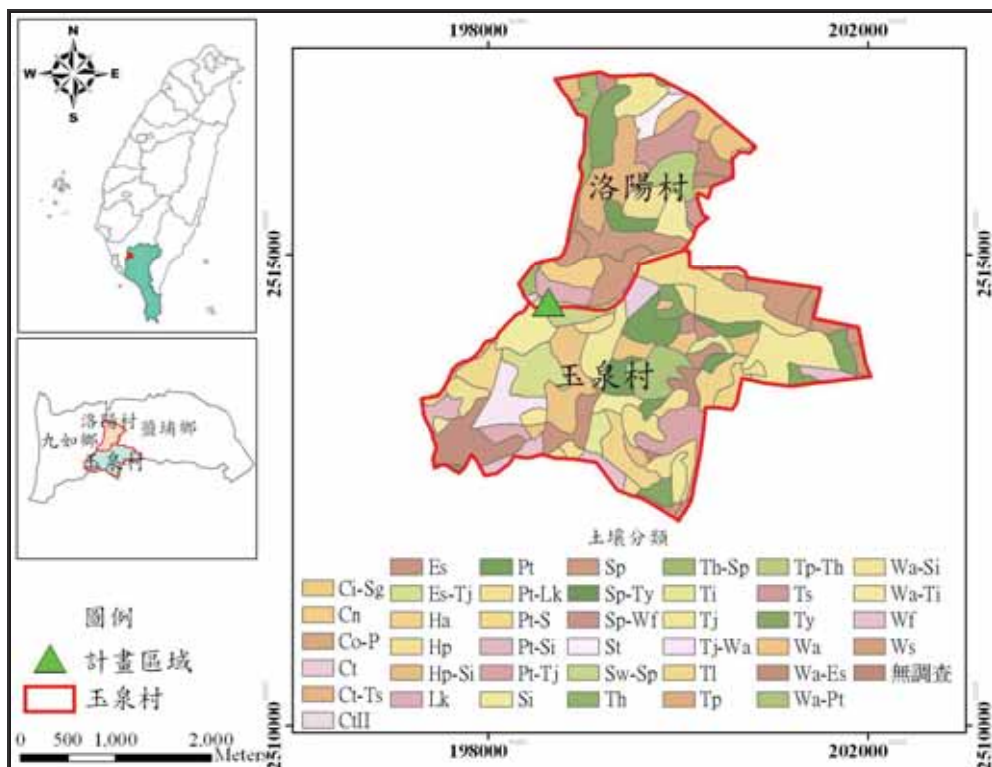 N
W E
S
198000 202000
2515000 2515000
洛陽村
玉泉村
洛陽村
九如鄉 鹽埔鄉
玉泉村
圖例
計畫區域
玉泉村
0 500 1,000 2,000
Meters
土壤分類
Ci-Sg
Cn
Co-P
Ct
Ct-Ts
CtII
Es
Es-Tj
Ha
Hp
Hp-Si
Lk
Pt
Pt-Lk
Pt-S
Pt-Si
Pt-Tj
Si
Sp
Sp-Ty
Sp-Wf
St
Sw-Sp
Th
Th-Sp
Ti
Tj
Tj-Wa
Tl
Tp
Tp-Th
Ts
Ty
Wa
Wa-Es
Wa-Pt
Wa-Si
Wa-Ti
Wf
Ws
無調查
2510000 2510000
198000 202000